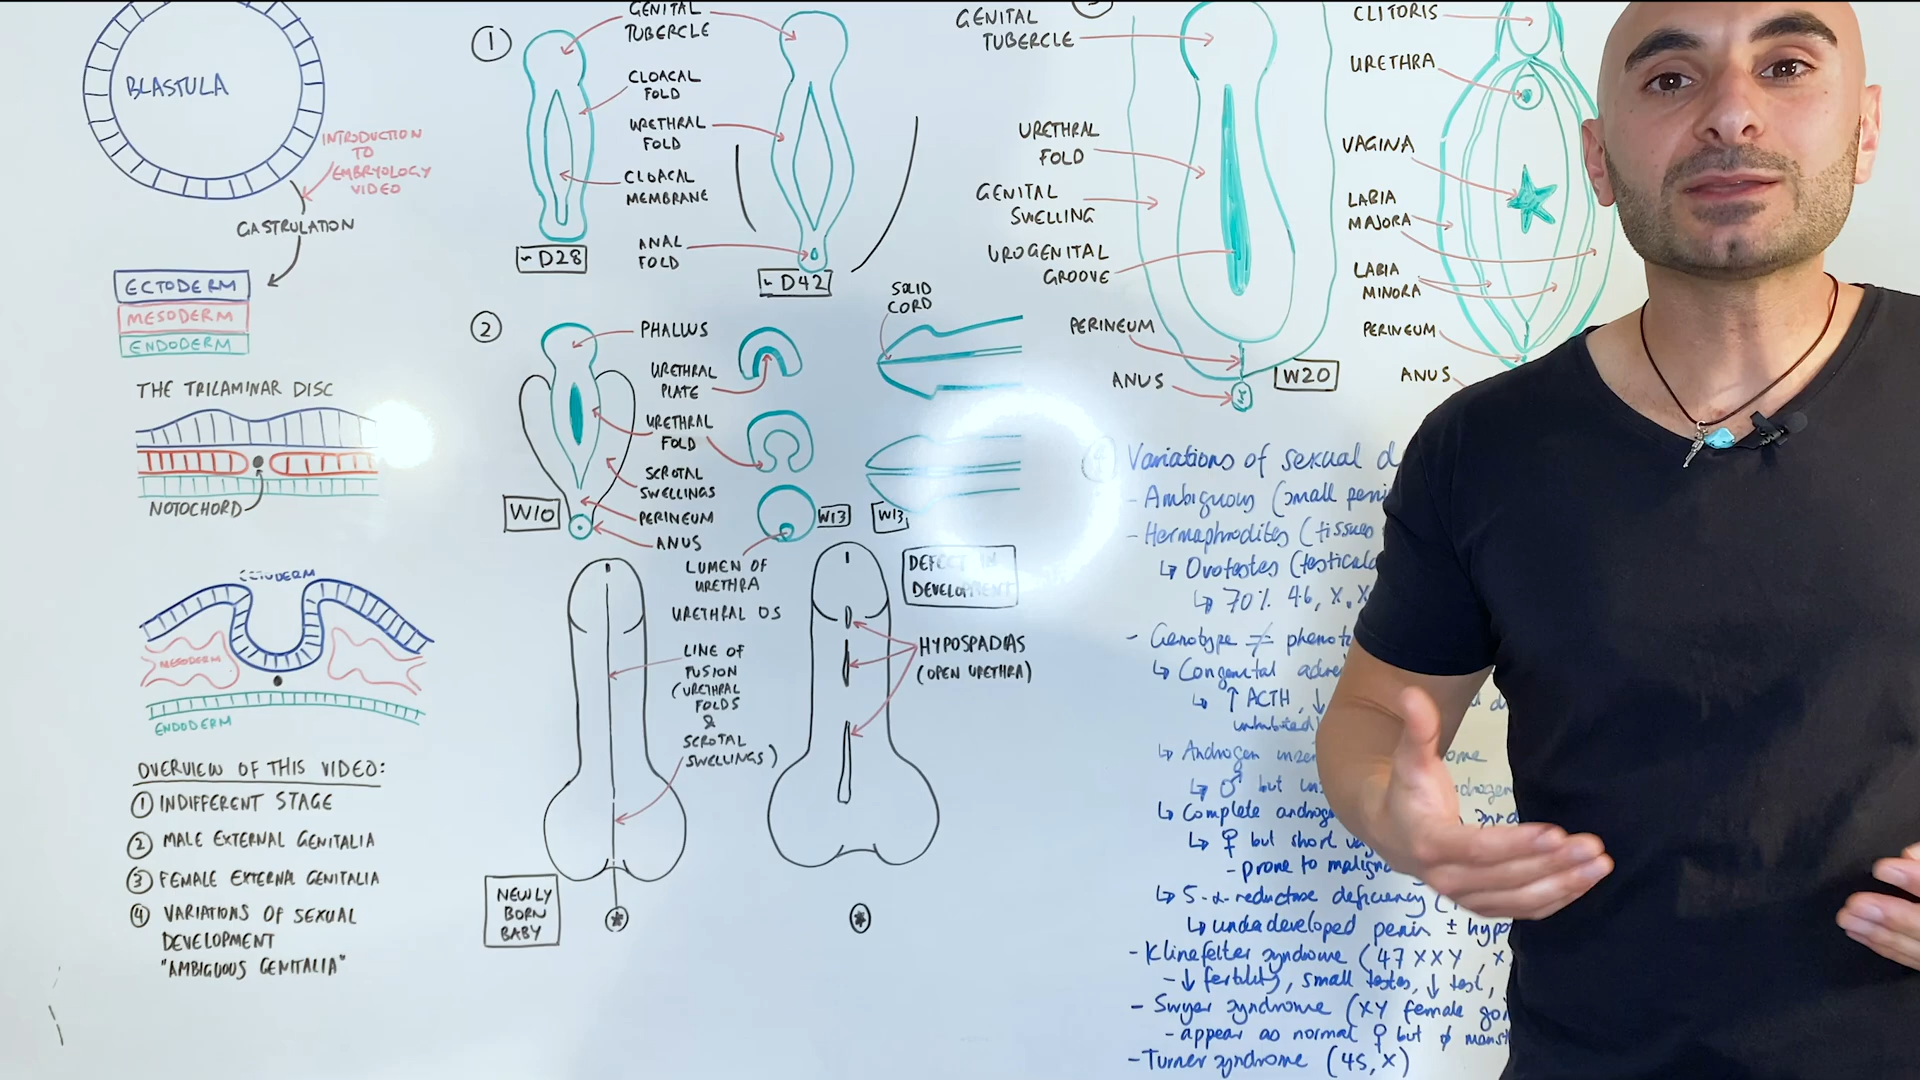 BLASTULA
INTRODUCTION
TO
EMBRYOLOGY
VIDEO
GASTRULATION
ECTODERM
MESODERM
ENDODERM
THE TRILAMINAR DISC
NOTOCHORD
ECTODERM
MESODERM
ENDODERM
OVERVIEW OF THIS VIDEO:
1 INDIFFERENT STAGE
2 MALE EXTERNAL GENITALIA
3 FEMALE EXTERNAL GENITALIA
4 VARIATIONS OF SEXUAL
DEVELOPMENT
"AMBIGUOUS GENITALIA"
1
GENITAL
TUBERCLE
CLOACAL
FOLD
URETHRAL
FOLD
CLOACAL
MEMBRANE
ANAL
FOLD
~D28
~D42
2
PHALLUS
URETHRAL
PLATE
URETHRAL
FOLD
SCROTAL
SWELLINGS
PERINEUM
ANUS
W10
SOLID
CORD
W13
W13
LUMEN OF
URETHRA
URETHRAL OS
LINE OF
FUSION
(URETHRAL
FOLDS
&
SCROTAL
SWELLINGS)
NEWLY
BORN
BABY
DEFECT IN
DEVELOPMENT
HYPOSPADIAS
(OPEN URETHRA)
GENITAL
TUBERCLE
URETHRAL
FOLD
GENITAL
SWELLING
UROGENITAL
GROOVE
PERINEUM
ANUS
W20
CLITORIS
URETHRA
VAGINA
LABIA
MAJORA
LABIA
MINORA
PERINEUM
ANUS
4 Variations of sexual
- Ambiguous (small
- Hermaphrodites (tissues
↳ Ovotestes
↳ 70% 46, X,X
- Genotype ≠
↳ Congenital
↳ ↑ ACTH, ↓
↳ Androgen
↳ ♂ but
↳ Complete
↳ ♀ but short
- prone to
↳ 5-α-reductase deficiency (
↳ undeveloped penis ±
- Klinefelter syndrome (47 XXY,
- ↓ fertility, small testes, ↓ test,
- Swyer syndrome (XY female
- appear as normal ♀ but ∅
- Turner syndrome (45, X)